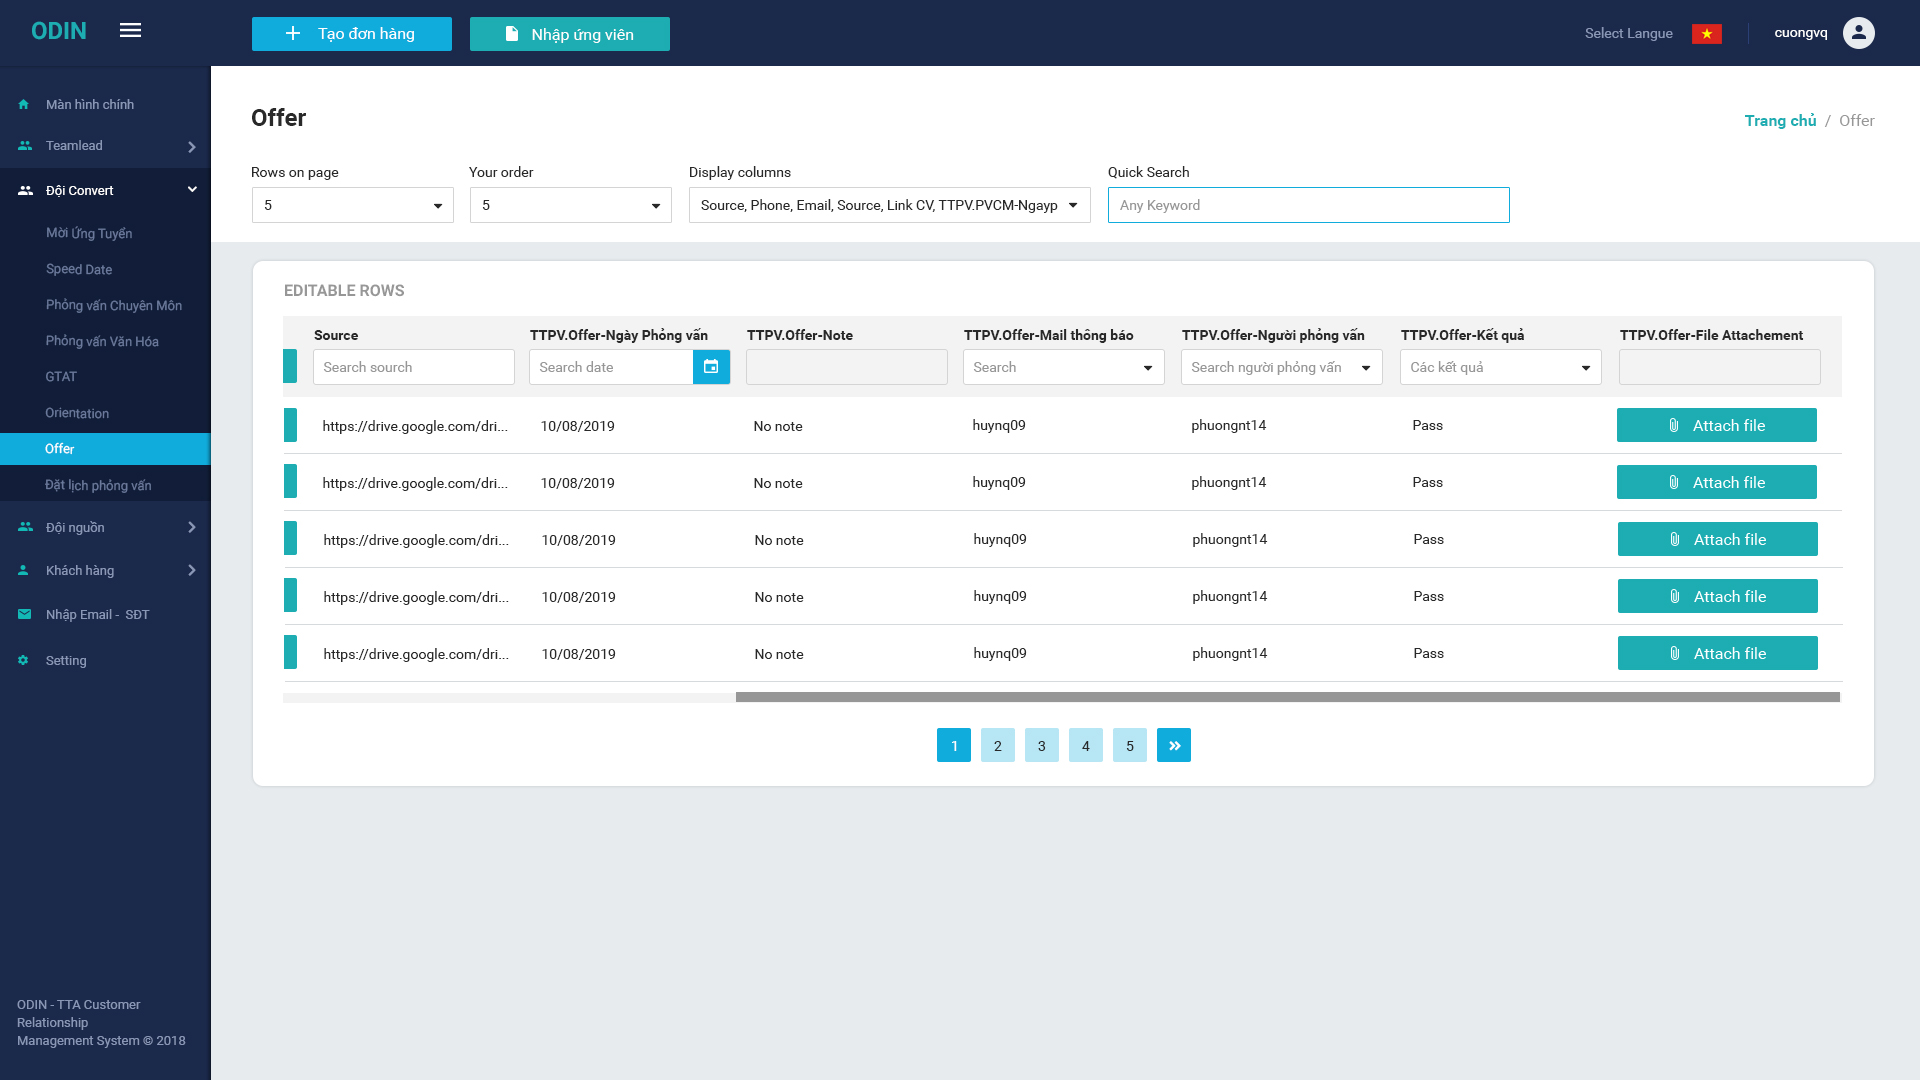 ODIN
Tạo đơn hàng
Nhập ứng viên
Select Langue
cuongvq
Màn hình chính
Teamlead
Đội Convert
Mời Ứng Tuyển
Speed Date
Phỏng vấn Chuyên Môn
Phỏng vấn Văn Hóa
GTAT
Orientation
Offer
Đặt lịch phỏng vấn
Đội nguồn
Khách hàng
Nhập Email - SĐT
Setting
ODIN - TTA Customer
Relationship
Management System © 2018
Offer
Trang chủ / Offer
Rows on page
Your order
Display columns
Quick Search
5
5
Source, Phone, Email, Source, Link CV, TTPV.PVCM-Ngayp
Any Keyword
EDITABLE ROWS
Source TTPV.Offer-Ngày Phỏng vấn TTPV.Offer-Note TTPV.Offer-Mail thông báo TTPV.Offer-Người phỏng vấn TTPV.Offer-Kết quả TTPV.Offer-File Attachement
Search sourch Search date Search Search người phỏng vấn Các kết quả
https://drive.google.com/dri... 10/08/2019 No note huynq09 phuongnt14 Pass Attach file
https://drive.google.com/dri... 10/08/2019 No note huynq09 phuongnt14 Pass Attach file
https://drive.google.com/dri... 10/08/2019 No note huynq09 phuongnt14 Pass Attach file
https://drive.google.com/dri... 10/08/2019 No note huynq09 phuongnt14 Pass Attach file
https://drive.google.com/dri... 10/08/2019 No note huynq09 phuongnt14 Pass Attach file
1 2 3 4 5 »